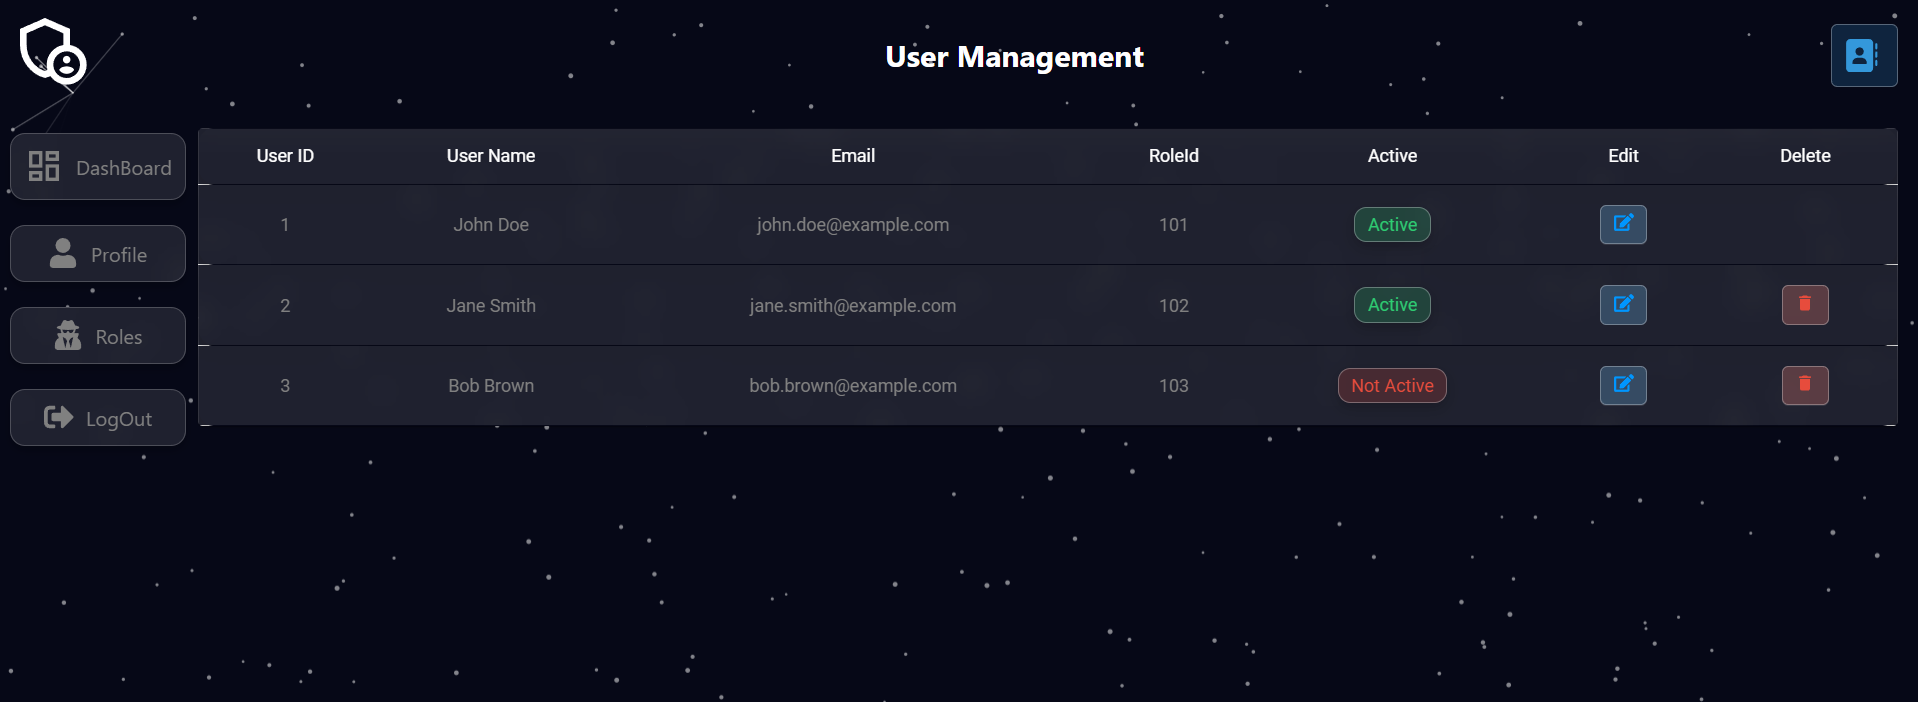 User Management
DashBoard
Profile
Roles
LogOut
User ID User Name Email RoleId Active Edit Delete
1 John Doe john.doe@example.com 101 Active
2 Jane Smith jane.smith@example.com 102 Active
3 Bob Brown bob.brown@example.com 103 Not Active